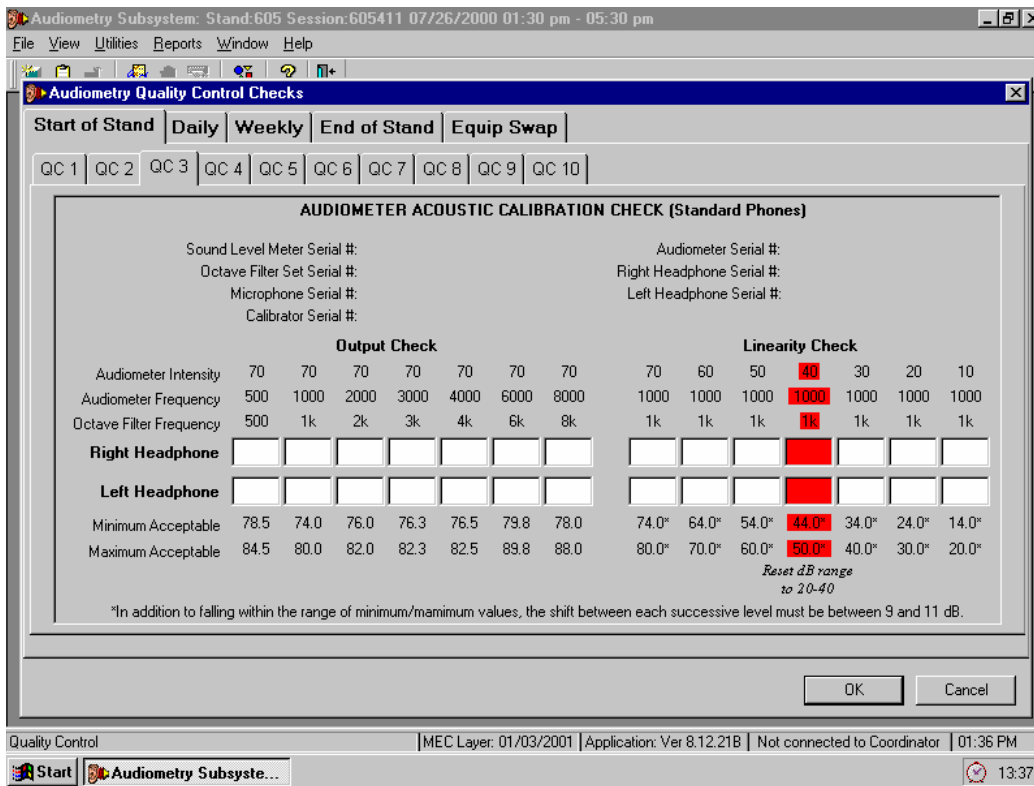 Audiometry Subsystem: Stand:605 Session:605411 07/26/2000 01:30 pm - 05:30 pm
File View Utilities Reports Window Help
Audiometry Quality Control Checks
Start of Stand Daily Weekly End of Stand Equip Swap
QC 1 QC 2 QC 3 QC 4 QC 5 QC 6 QC 7 QC 8 QC 9 QC 10
AUDIOMETER ACOUSTIC CALIBRATION CHECK (Standard Phones)
Sound Level Meter Serial #: Audiometer Serial #:
Octave Filter Set Serial #: Right Headphone Serial #:
Microphone Serial #: Left Headphone Serial #:
Calibrator Serial #:
Output Check Linearity Check
Audiometer Intensity 70 70 70 70 70 70 70 70 60 50 40 30 20 10
Audiometer Frequency 500 1000 2000 3000 4000 6000 8000 1000 1000 1000 1000 1000 1000 1000
Octave Filter Frequency 500 1k 2k 3k 4k 6k 8k 1k 1k 1k 1k 1k 1k 1k
Right Headphone
Left Headphone
Minimum Acceptable 78.5 74.0 76.0 76.3 76.5 79.8 78.0 74.0* 64.0* 54.0* 44.0* 34.0* 24.0* 14.0*
Maximum Acceptable 84.5 80.0 82.0 82.3 82.5 89.8 88.0 80.0* 70.0* 60.0* 50.0* 40.0* 30.0* 20.0*
Reset dB range
to 20-40
*In addition to falling within the range of minimum/mamimum values, the shift between each successive level must be between 9 and 11 dB.
OK Cancel
Quality Control MEC Layer: 01/03/2001 Application: Ver 8.12.21B Not connected to Coordinator 01:36 PM
Start Audiometry Subsyste... 13:37